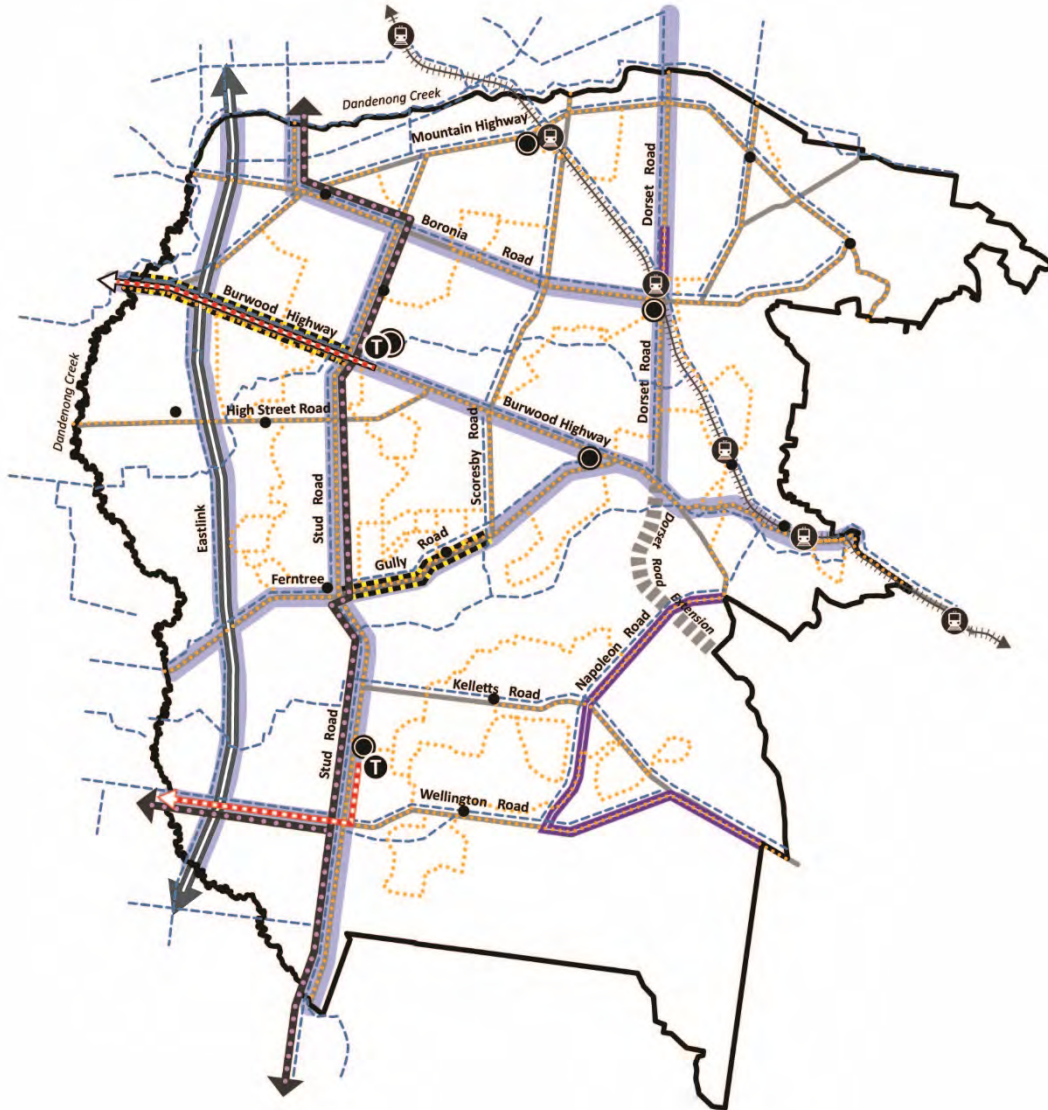 Dandenong Creek
Mountain Highway
Dorset Road
Boronia Road
Burwood Highway
T
Dandenong Creek
High Street Road
Eastlink
Stud Road
Scoresby Road
Burwood Highway
Dorset Road
Ferntree Gully Road
Dorset Road Extension
Napoleon Road
Kelletts Road
Stud Road
T
Wellington Road